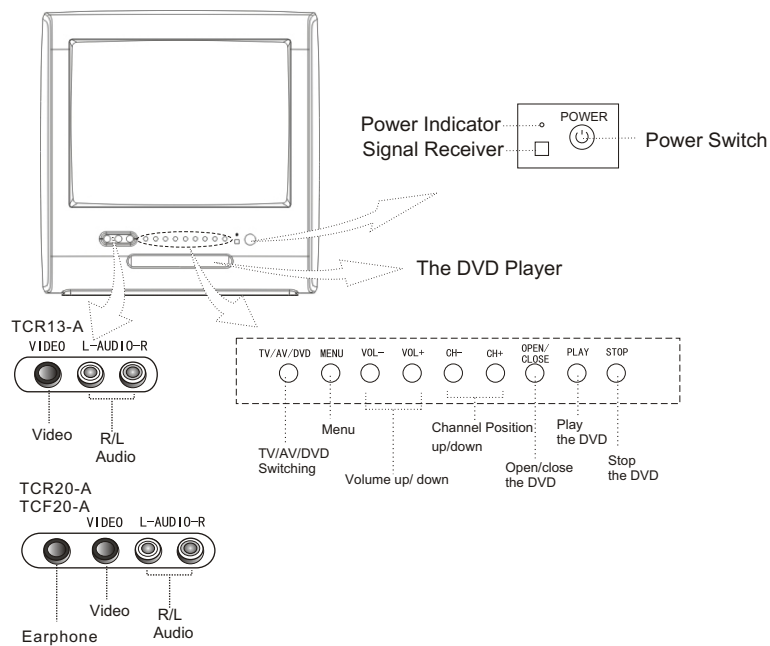 POWER
Power Indicator
Signal Receiver
Power Switch
The DVD Player
TCR13-A
VIDEO L-AUDIO-R
Video
R/L
Audio
TV/AV/DVD MENU VOL- VOL+ CH- CH+ OPEN/
CLOSE PLAY STOP
TV/AV/DVD
Switching
Menu
Volume up/ down
Channel Position
up/down
Open/close
the DVD
Play
the DVD
Stop
the DVD
TCR20-A
TCF20-A
VIDEO L-AUDIO-R
Earphone
Video
R/L
Audio